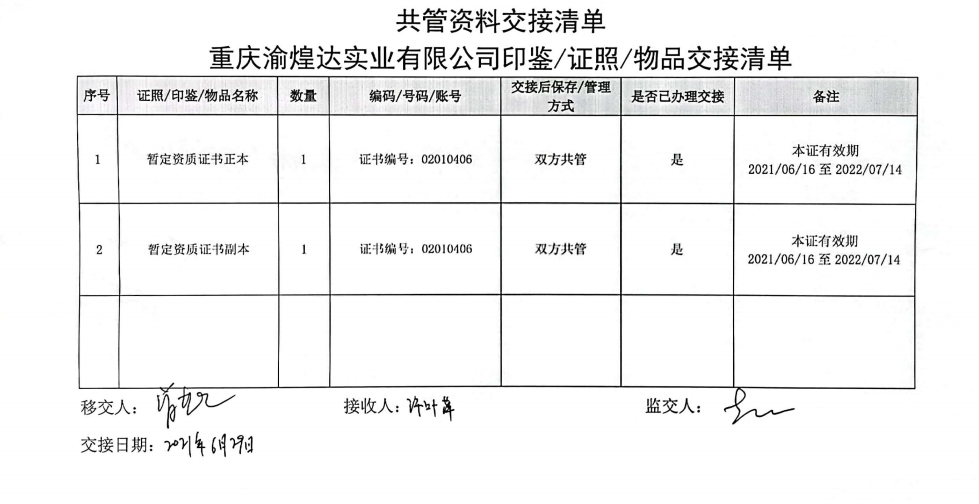 共管资料交接清单
重庆渝煌达实业有限公司印鉴/证照/物品交接清单
序号 证照/印鉴/物品名称 数量 编码/号码/账号 交接后保存/管理方式 是否已办理交接 备注
1 暂定资质证书正本 1 证书编号：02010406 双方共管 是 本证有效期
2021/06/16 至 2022/07/14
2 暂定资质证书副本 1 证书编号：02010406 双方共管 是 本证有效期
2021/06/16 至 2022/07/14
移交人： 接收人：许叶萍 监交人：
交接日期：2021年6月29日